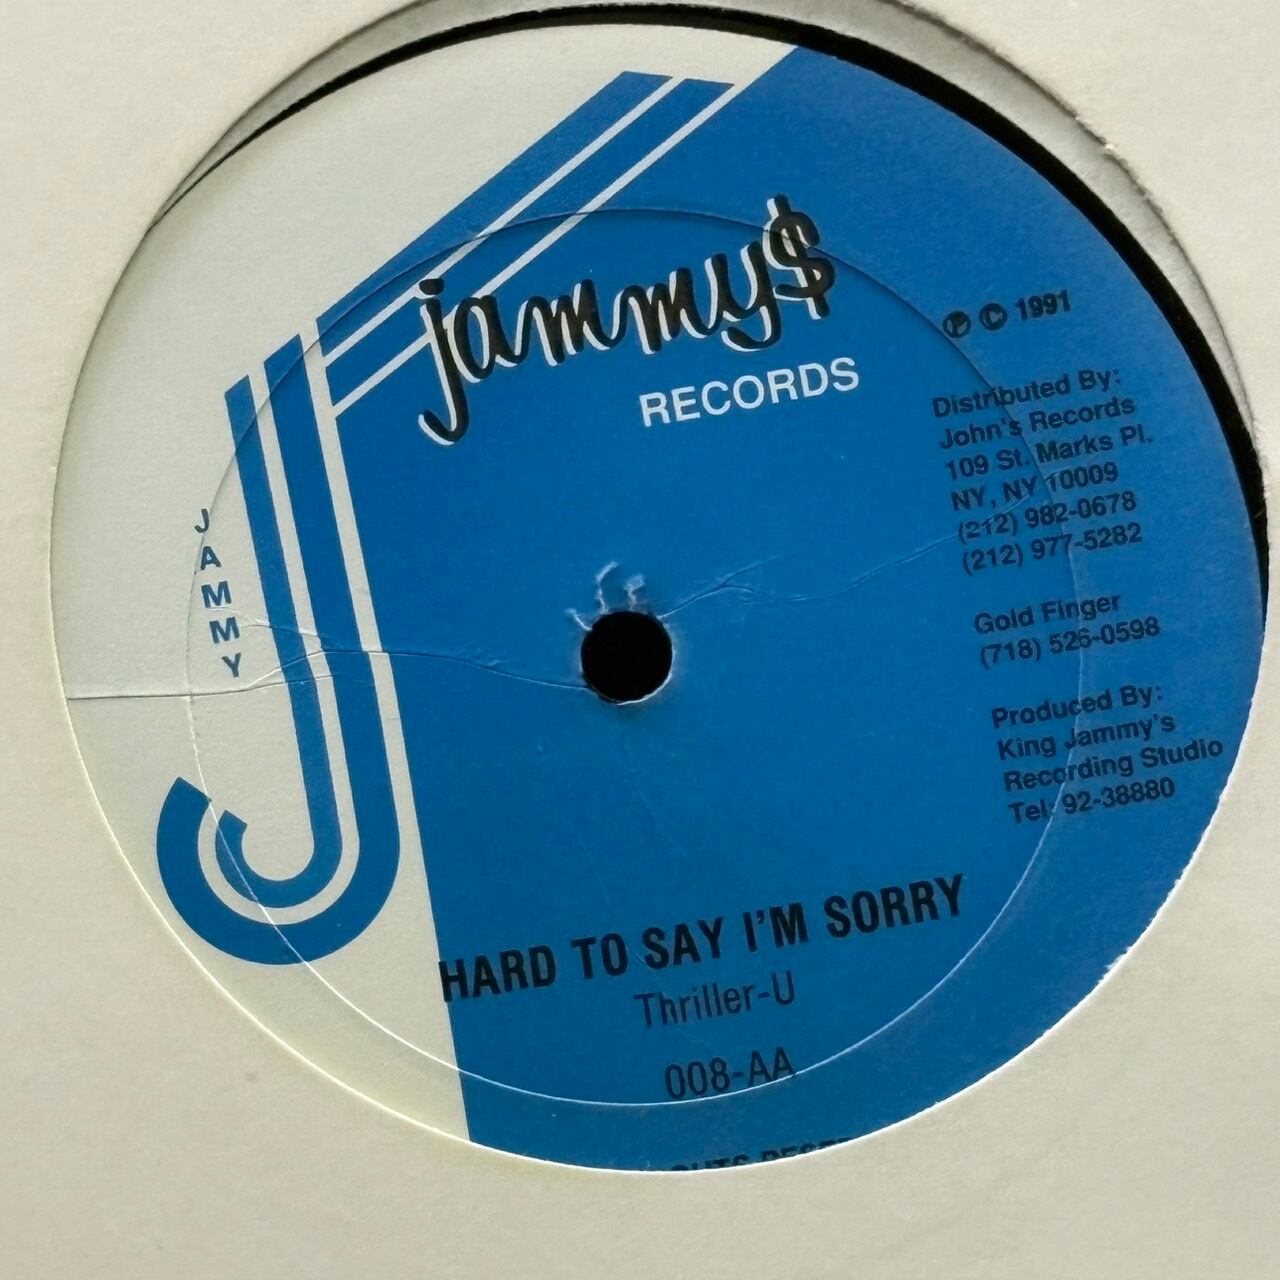 jammy$
RECORDS
J
A
M
M
Y
Ⓟ © 1991
Distributed By:
John's Records
109 St. Marks Pl.
NY, NY 10009
(212) 982-0678
(212) 977-5282
Gold Finger
(718) 526-0598
Produced By:
King Jammy's
Recording Studio
Tel: 92-38880
HARD TO SAY I'M SORRY
Thriller-U
008-AA